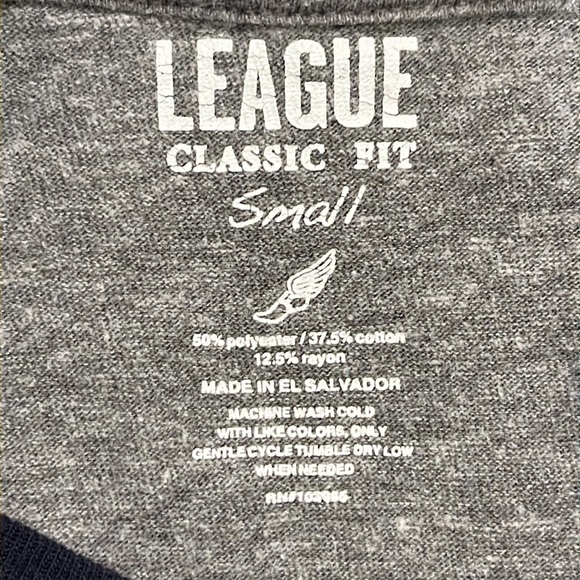 LEAGUE
CLASSIC FIT
Small
50% polyester / 37.5% cotton
12.5% rayon
MADE IN EL SALVADOR
MACHINE WASH COLD
WITH LIKE COLORS, ONLY
GENTLE CYCLE TUMBLE DRY LOW
WHEN NEEDED